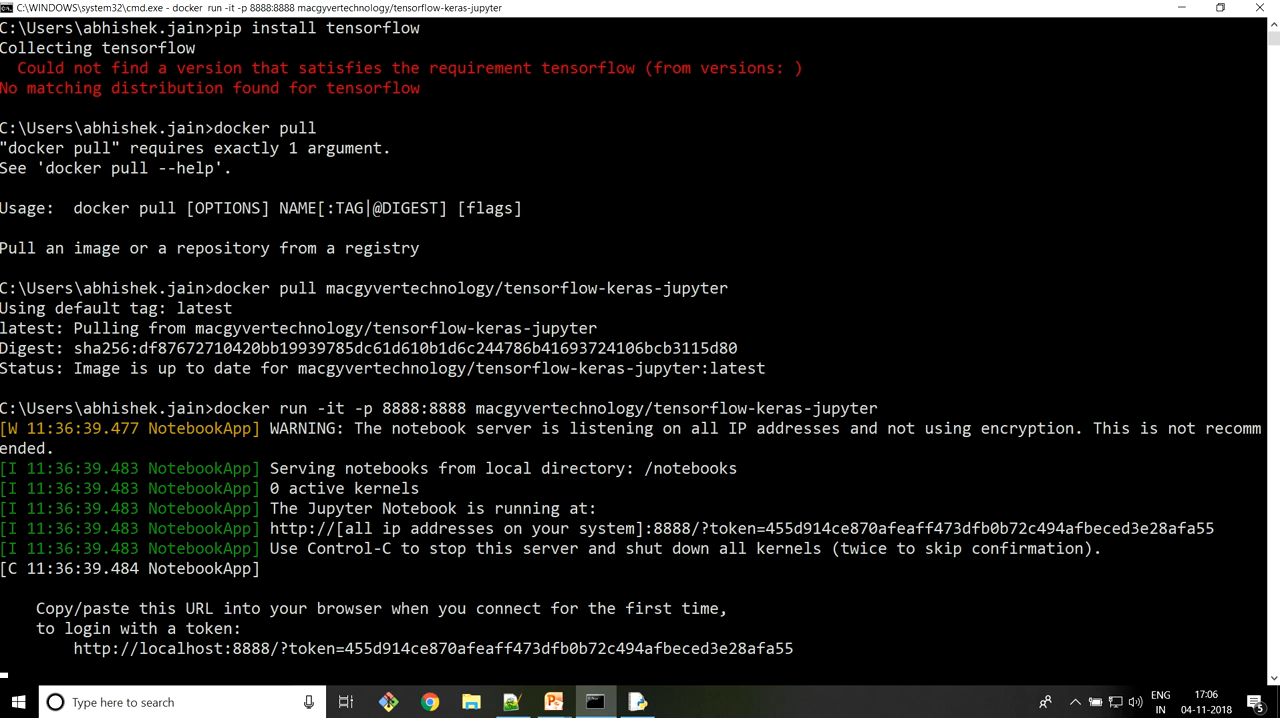 C:\WINDOWS\system32\cmd.exe - docker run -it -p 8888:8888 macgyvertechnology/tensorflow-keras-jupyter
C:\Users\abhishek.jain>pip install tensorflow
Collecting tensorflow
Could not find a version that satisfies the requirement tensorflow (from versions: )
No matching distribution found for tensorflow
C:\Users\abhishek.jain>docker pull
"docker pull" requires exactly 1 argument.
See 'docker pull --help'.
Usage:  docker pull [OPTIONS] NAME[:TAG|@DIGEST] [flags]
Pull an image or a repository from a registry
C:\Users\abhishek.jain>docker pull macgyvertechnology/tensorflow-keras-jupyter
Using default tag: latest
latest: Pulling from macgyvertechnology/tensorflow-keras-jupyter
Digest: sha256:df87672710420bb19939785dc61d610b1d6c244786b41693724106bcb3115d80
Status: Image is up to date for macgyvertechnology/tensorflow-keras-jupyter:latest
C:\Users\abhishek.jain>docker run -it -p 8888:8888 macgyvertechnology/tensorflow-keras-jupyter
[W 11:36:39.477 NotebookApp] WARNING: The notebook server is listening on all IP addresses and not using encryption. This is not recomm
ended.
[I 11:36:39.483 NotebookApp] Serving notebooks from local directory: /notebooks
[I 11:36:39.483 NotebookApp] 0 active kernels
[I 11:36:39.483 NotebookApp] The Jupyter Notebook is running at:
[I 11:36:39.483 NotebookApp] http://[all ip addresses on your system]:8888/?token=455d914ce870afeaff473dfb0b72c494afbeced3e28afa55
[I 11:36:39.483 NotebookApp] Use Control-C to stop this server and shut down all kernels (twice to skip confirmation).
[C 11:36:39.484 NotebookApp]
Copy/paste this URL into your browser when you connect for the first time,
to login with a token:
http://localhost:8888/?token=455d914ce870afeaff473dfb0b72c494afbeced3e28afa55
Type here to search
ENG
IN
17:06
04-11-2018
5